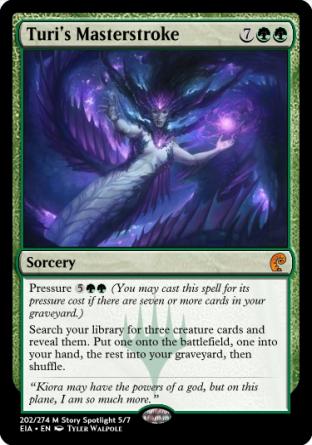 Turi's Masterstroke 7
Sorcery
Pressure 5 (You may cast this spell for its
pressure cost if there are seven or more cards in your
graveyard.)
Search your library for three creature cards and
reveal them. Put one onto the battlefield, one into
your hand, the rest into your graveyard, then
shuffle.
“Kiora may have the powers of a god, but on this
plane, I am so much more.”
202/274 M Story Spotlight 5/7
EIA • EN Tyler Walpole